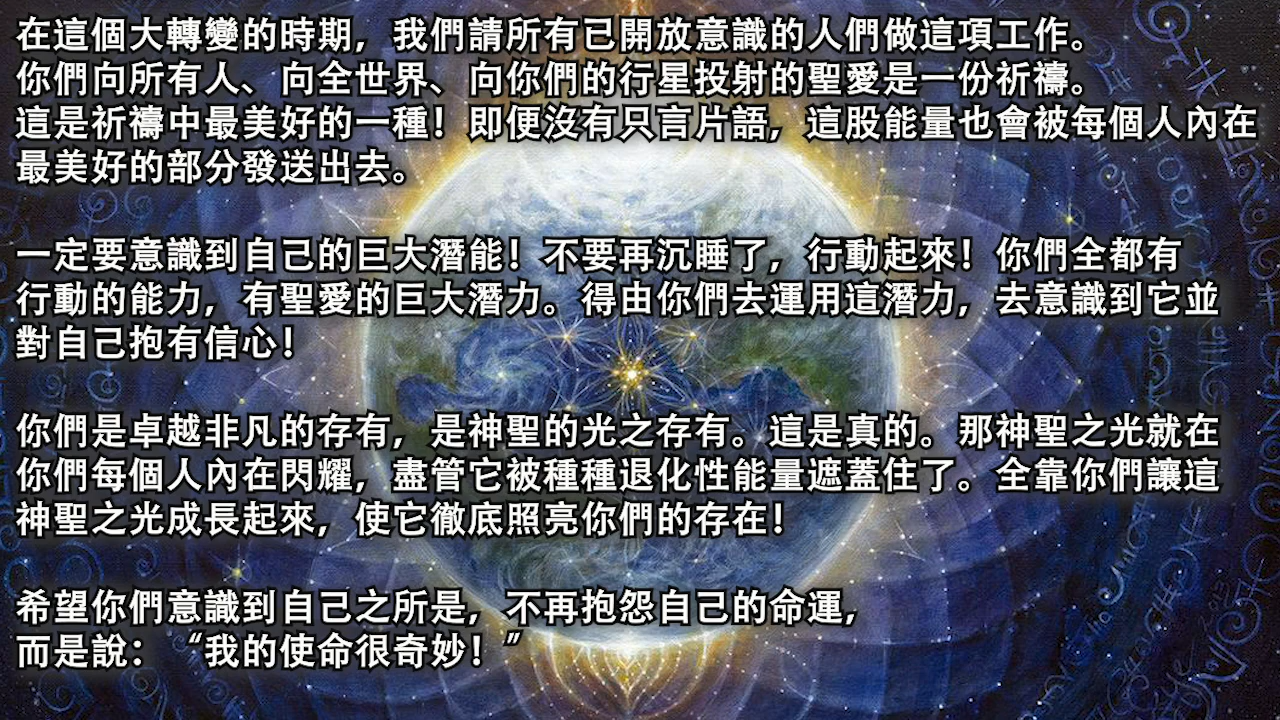 在這個大轉變的時期，我們請所有已開放意識的人們做這項工作。
你們向所有人、向全世界、向你們的行星投射的聖愛是一份祈禱。
這是祈禱中最美好的一種！即便沒有只言片語，這股能量也會被每個人內在
最美好的部分發送出去。
一定要意識到自己的巨大潛能！不要再沉睡了，行動起來！你們全都有
行動的能力，有聖愛的巨大潛力。得由你們去運用這潛力，去意識到它並
對自己抱有信心！
你們是卓越非凡的存有，是神聖的光之存有。這是真的。那神聖之光就在
你們每個人內在閃耀，盡管它被種種退化性能量遮蓋住了。全靠你們讓這
神聖之光成長起來，使它徹底照亮你們的存在！
希望你們意識到自己之所是，不再抱怨自己的命運，
而是說：“我的使命很奇妙！”